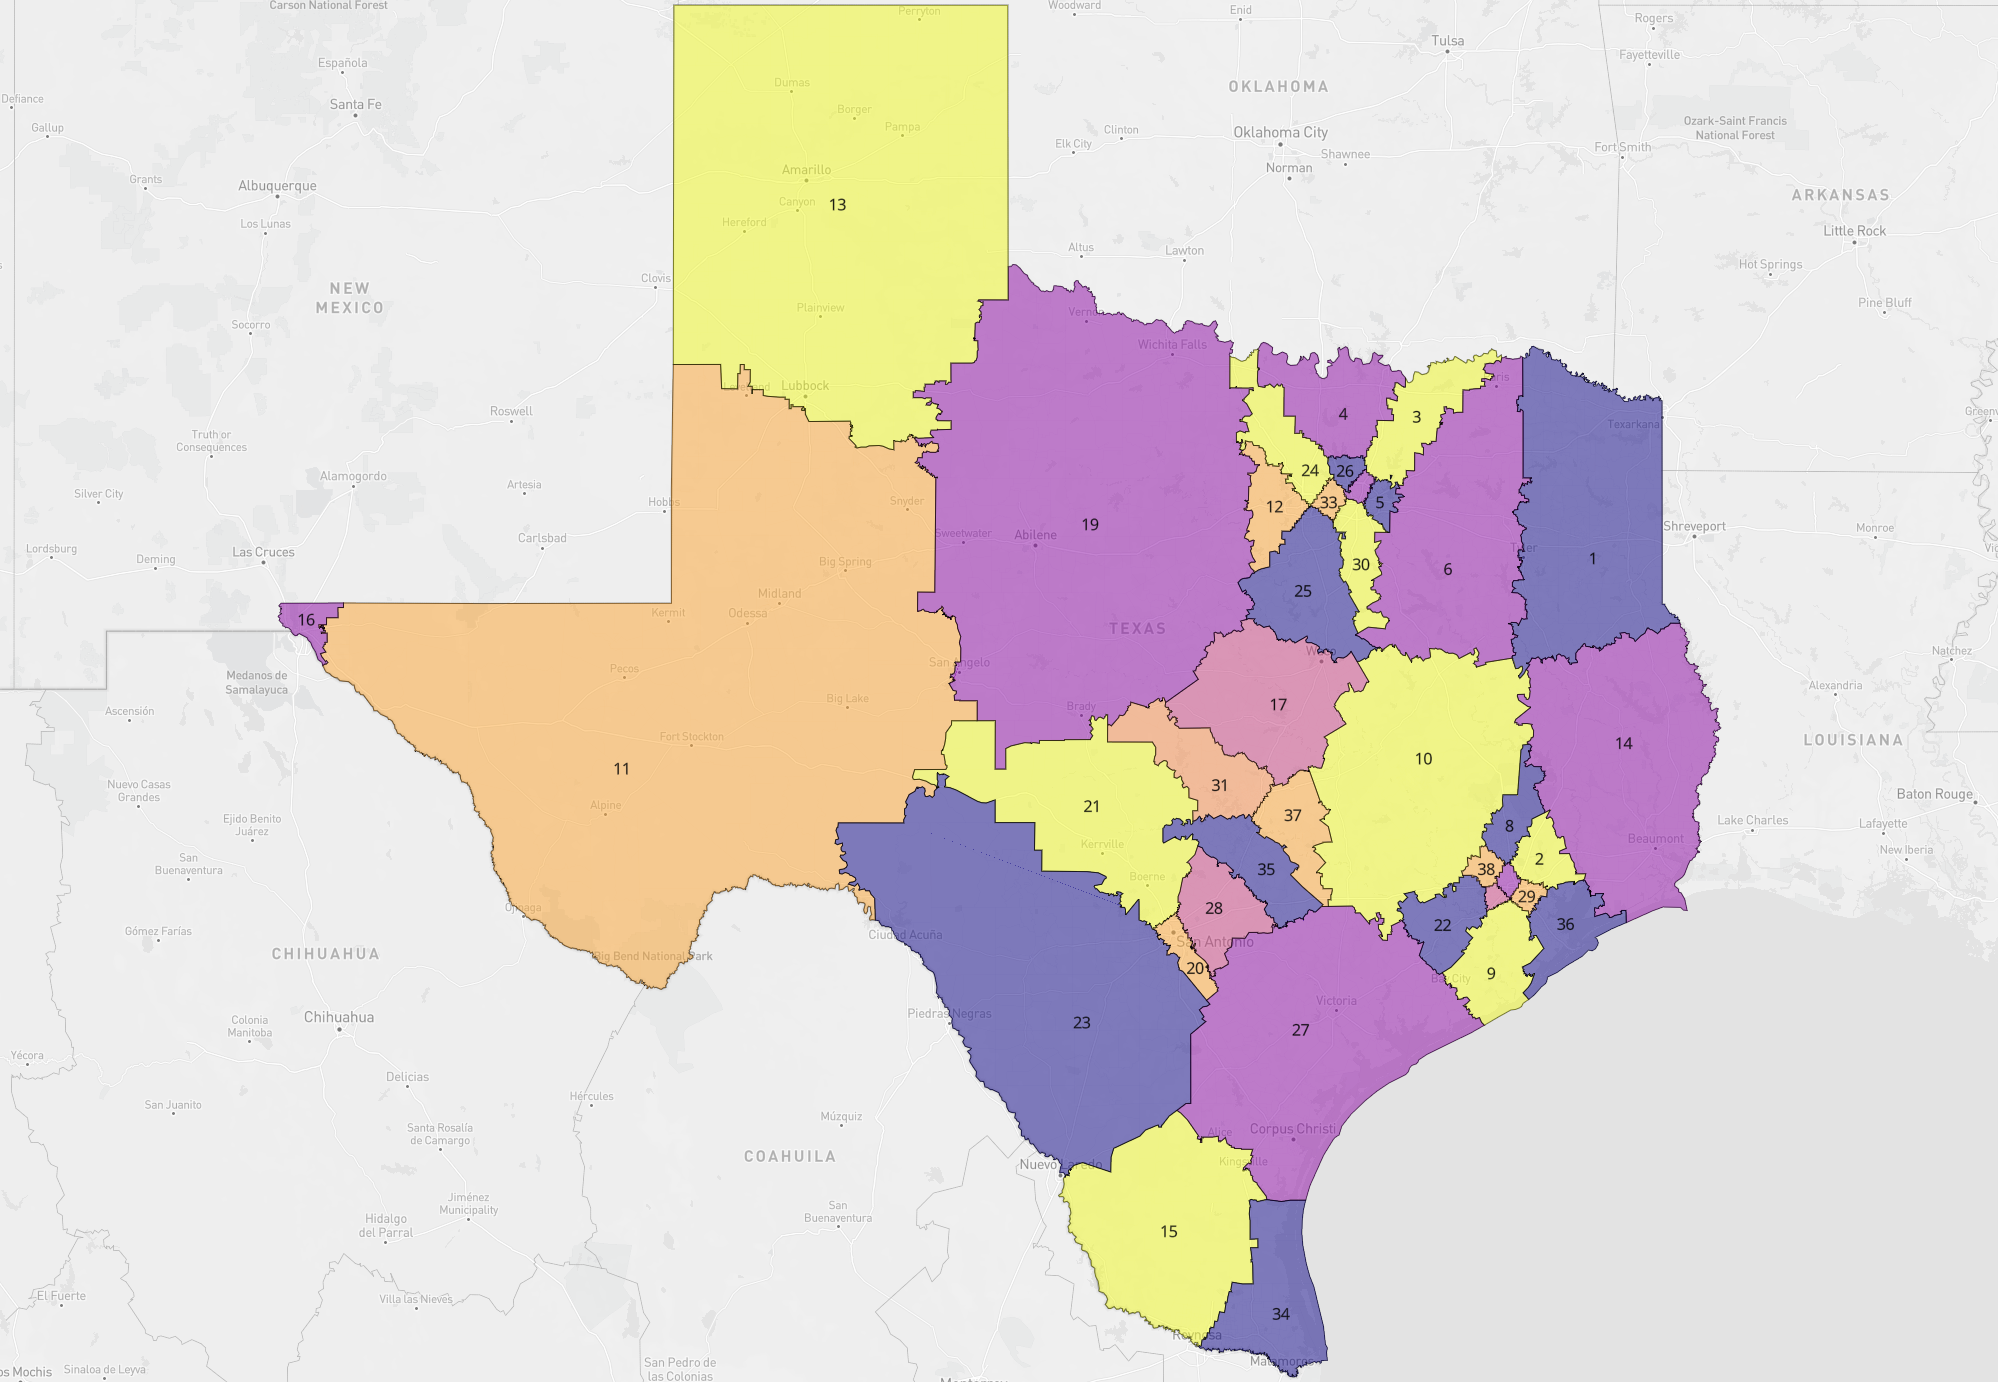 Carson National Forest
Perryton
Woodward
Enid
Rogers
Tulsa
Fayetteville
Española
Dumas
OKLAHOMA
Defiance
Santa Fe
Borger
Pampa
Gallup
Clinton
Oklahoma City
Ozark-Saint Francis
National Forest
Elk City
Shawnee
Fort Smith
Norman
Grants
Albuquerque
Amarillo
ARKANSAS
Canyon
13
Los Lunas
Hereford
Little Rock
Altus
Lawton
Hot Springs
Clovis
NEW
MEXICO
Pine Bluff
Plainview
Socorro
Vernon
Wichita Falls
Lubbock
Roswell
4
3
Texarkana
Truth or
Consequences
Alamogordo
24
26
Artesia
Silver City
Hobbs
Snyder
12
33
5
19
Shreveport
Monroe
Sweetwater
Abilene
Carlsbad
Lordsburg
Deming
Las Cruces
Big Spring
30
6
1
Midland
25
Kermit
Odessa
16
TEXAS
Pecos
San Angelo
Natchez
Medanos de
Samalayuca
Alexandria
Big Lake
17
Ascensión
Brady
Fort Stockton
14
LOUISIANA
10
11
Nuevo Casas
Grandes
31
Baton Rouge
21
Alpine
37
Ejido Benito
Juárez
8
Lake Charles
Lafayette
Beaumont
Kerrville
San
Buenaventura
New Iberia
2
35
38
Boerne
29
28
Gómez Farías
Ciudad Acuña
22
36
San Antonio
CHIHUAHUA
Big Bend National Park
20
9
Bay City
Victoria
Chihuahua
Colonia
Manitoba
Piedras Negras
23
27
Yécora
Delicias
Hércules
San Juanito
Múzquiz
Santa Rosalía
de Camargo
Alice
Corpus Christi
COAHUILA
Nuevo Laredo
Kingsville
Jiménez
Municipality
San
Buenaventura
Hidalgo
del Parral
15
El Fuerte
Villa las Nieves
34
Reynosa
Matamoros
San Pedro de
las Colonias
os Mochis
Sinaloa de Leyva